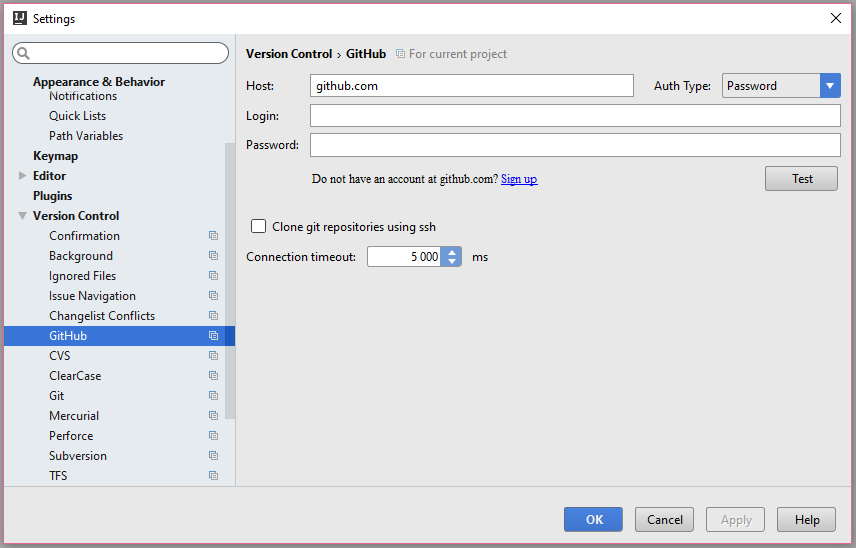 IJ Settings
Version Control › GitHub For current project
Appearance & Behavior
Notifications
Quick Lists
Path Variables
Keymap
Editor
Plugins
Version Control
Confirmation
Background
Ignored Files
Issue Navigation
Changelist Conflicts
GitHub
CVS
ClearCase
Git
Mercurial
Perforce
Subversion
TFS
Host: github.com Auth Type: Password
Login:
Password:
Do not have an account at github.com? Sign up
Test
Clone git repositories using ssh
Connection timeout: 5 000 ms
OK Cancel Apply Help